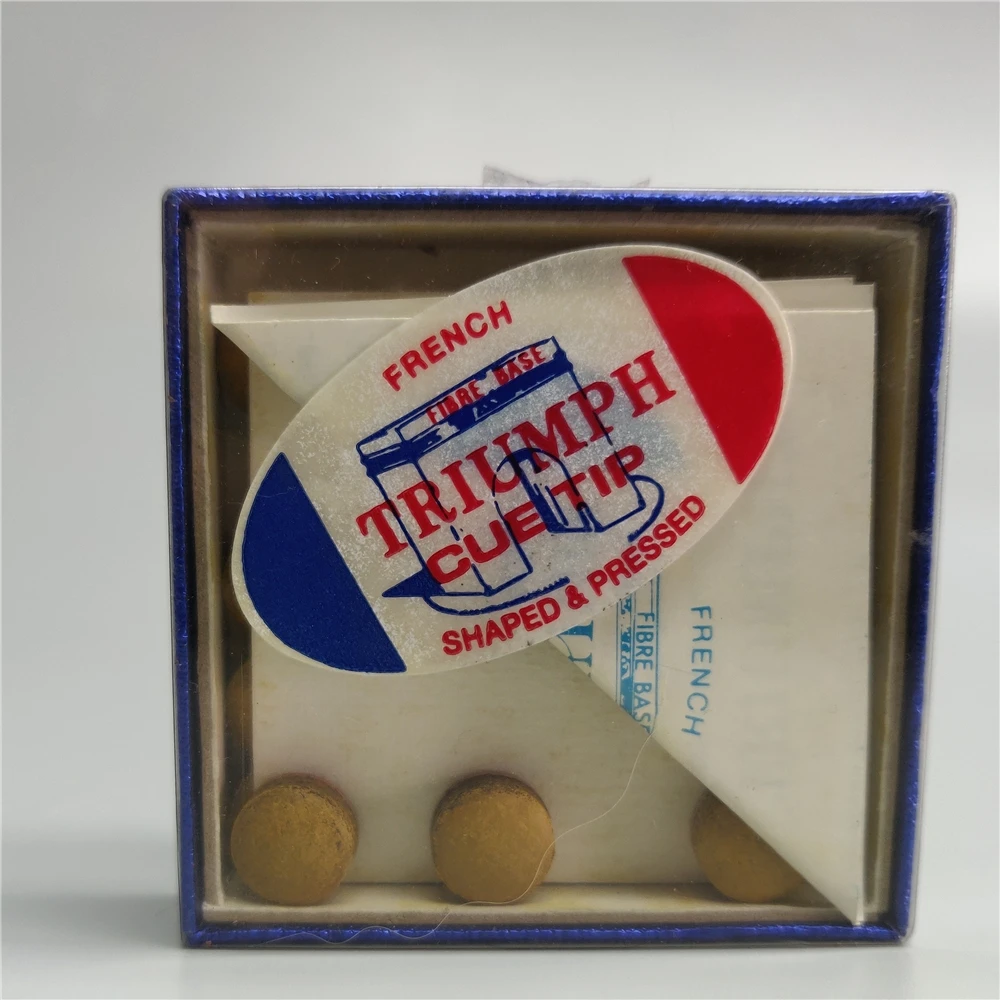 FRENCH
FIBRE BASE
TRIUMPH
CUE TIP
SHAPED & PRESSED
FRENCH
FIBRE BASE